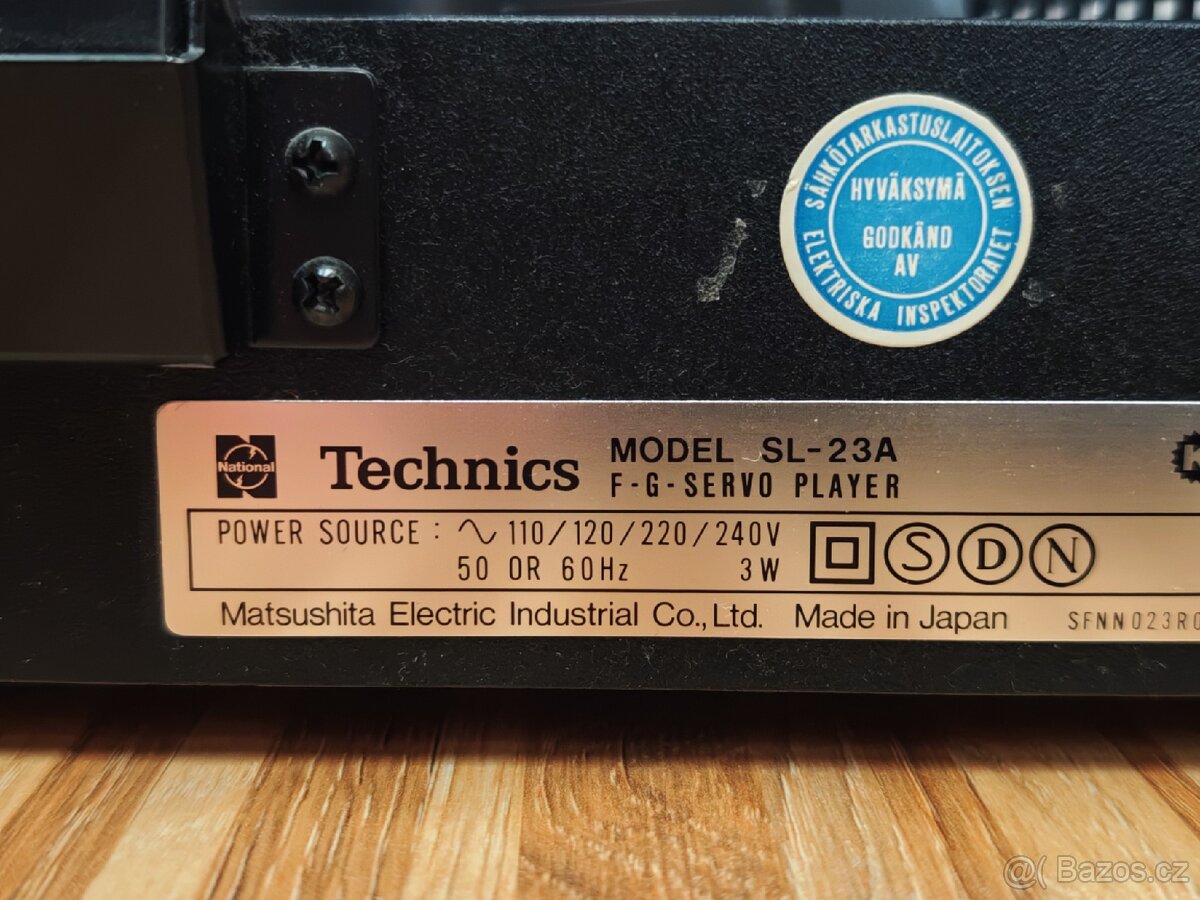 SÄHKÖTARKASTUSLAITOKSEN
HYVÄKSYMÄ
GODKÄND
AV
ELEKTRISKA INSPEKTORATET
National
Technics
MODEL SL-23A
F-G-SERVO PLAYER
K
POWER SOURCE : ∿ 110/120/220/240V
50 OR 60Hz 3W
S D N
Matsushita Electric Industrial Co., Ltd. Made in Japan
SFNN023R0
@( Bazos.cz